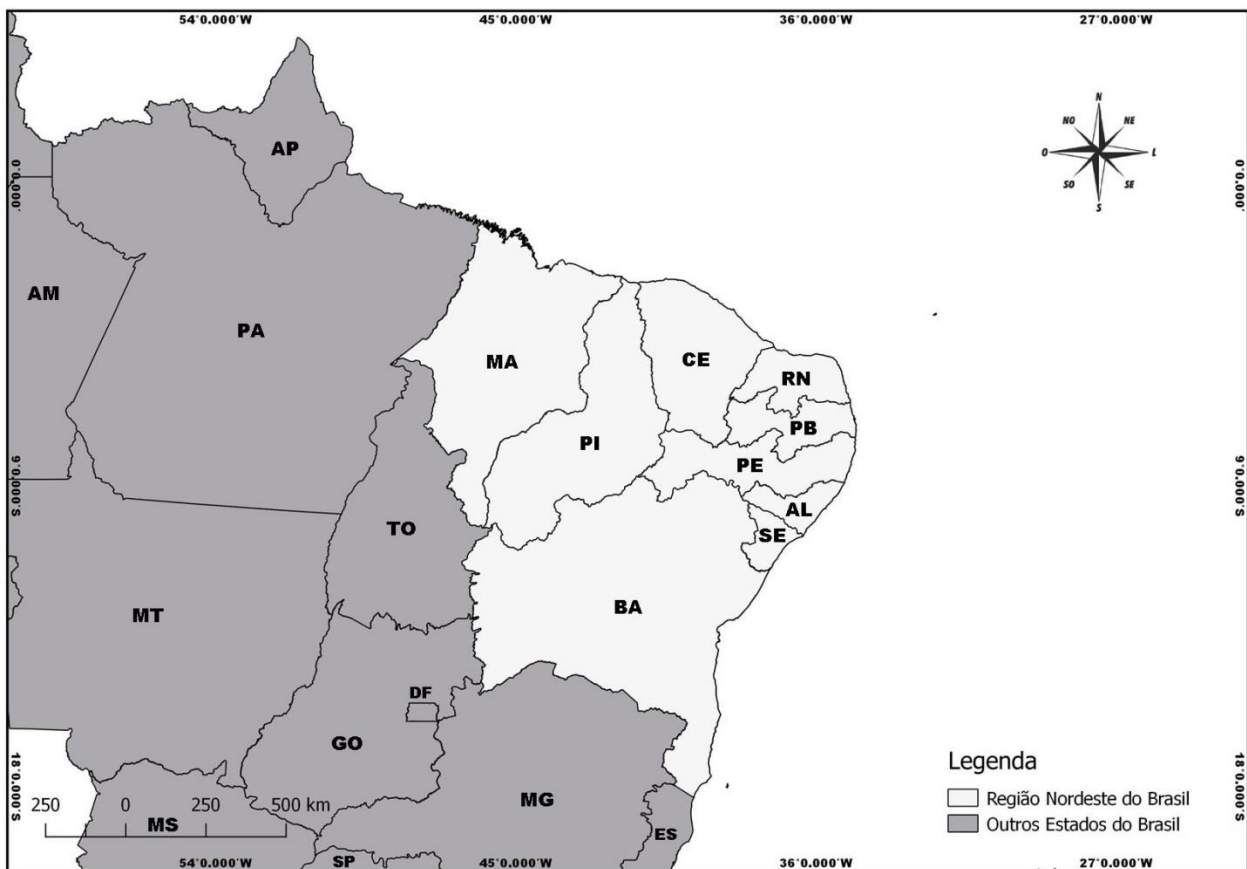 54°0.000'W 45°0.000'W 36°0.000'W 27°0.000'W
N
NO NE
O L
SO SE
S
0°0.000' 0°0.000'
AP
AM
PA
MA
CE
RN
PB
PI
PE
9°0.000'S 9°0.000'S
AL
SE
TO
BA
MT
DF
GO
18°0.000'S 18°0.000'S
Legenda
Região Nordeste do Brasil
Outros Estados do Brasil
MG
250 0 250 500 km
MS
ES
SP
54°0.000'W 45°0.000'W 36°0.000'W 27°0.000'W